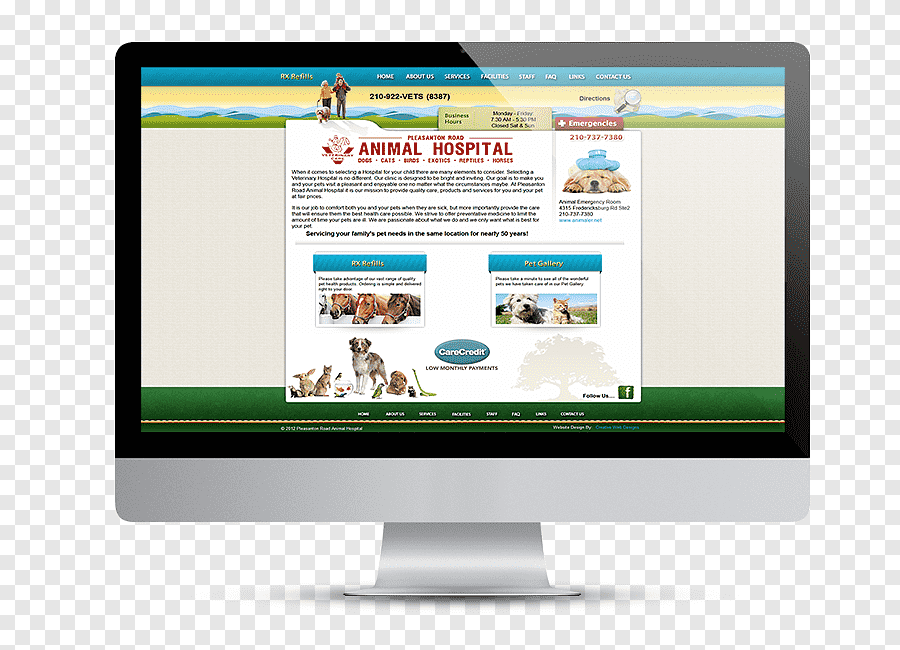 RX Refills
HOME ABOUT US SERVICES FACILITIES STAFF FAQ LINKS CONTACT US
210-922-VETS (8387)
Directions
Business
Hours
Monday - Friday
7:30 AM - 5:30 PM
Closed Sat & Sun
Emergencies
210-737-7380
PLEASANTON ROAD
ANIMAL HOSPITAL
DOGS • CATS • BIRDS • EXOTICS • REPTILES • HORSES
When it comes to selecting a Hospital for your child there are many elements to consider. Selecting a
Veterinary Hospital is no different. Our clinic is designed to be bright and inviting. Our goal is to make you
and your pets visit a pleasant and enjoyable one no matter what the circumstances maybe. At Pleasanton
Road Animal Hospital it is our mission to provide quality care, products and services for you and your pet
at fair prices.
It is our job to comfort both you and your pets when they are sick, but more importantly provide the care
that will ensure them the best health care possible. We strive to offer preventative medicine to limit the
amount of time your pets are ill. We are passionate about what we do and we only want what is best for
your pet.
Servicing your family's pet needs in the same location for nearly 50 years!
Animal Emergency Room
4315 Fredericksburg Rd Ste2
210-737-7380
RX Refills
Please take advantage of our vast range of quality
pet health products. Ordering is simple and delivered
right to your door.
Pet Gallery
Please take a minute to see all of the wonderful
pets we have taken care of in our Pet Gallery.
CareCredit
LOW MONTHLY PAYMENTS
Follow Us....
f
HOME ABOUT US SERVICES FACILITIES STAFF FAQ LINKS CONTACT US
© 2012 Pleasanton Road Animal Hospital
Website Design By: Creative Web Designs